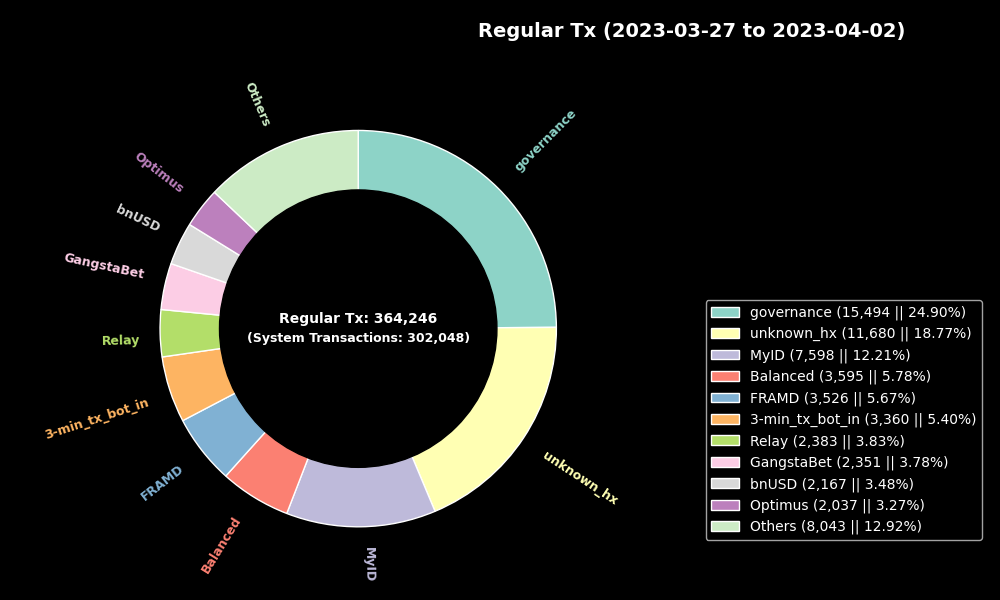 Regular Tx (2023-03-27 to 2023-04-02)
Others
governance
Optimus
bnUSD
GangstaBet
Relay
3-min_tx_bot_in
FRAMD
Balanced
MyID
unknown_hx
Regular Tx: 364,246
(System Transactions: 302,048)
governance (15,494 || 24.90%)
unknown_hx (11,680 || 18.77%)
MyID (7,598 || 12.21%)
Balanced (3,595 || 5.78%)
FRAMD (3,526 || 5.67%)
3-min_tx_bot_in (3,360 || 5.40%)
Relay (2,383 || 3.83%)
GangstaBet (2,351 || 3.78%)
bnUSD (2,167 || 3.48%)
Optimus (2,037 || 3.27%)
Others (8,043 || 12.92%)